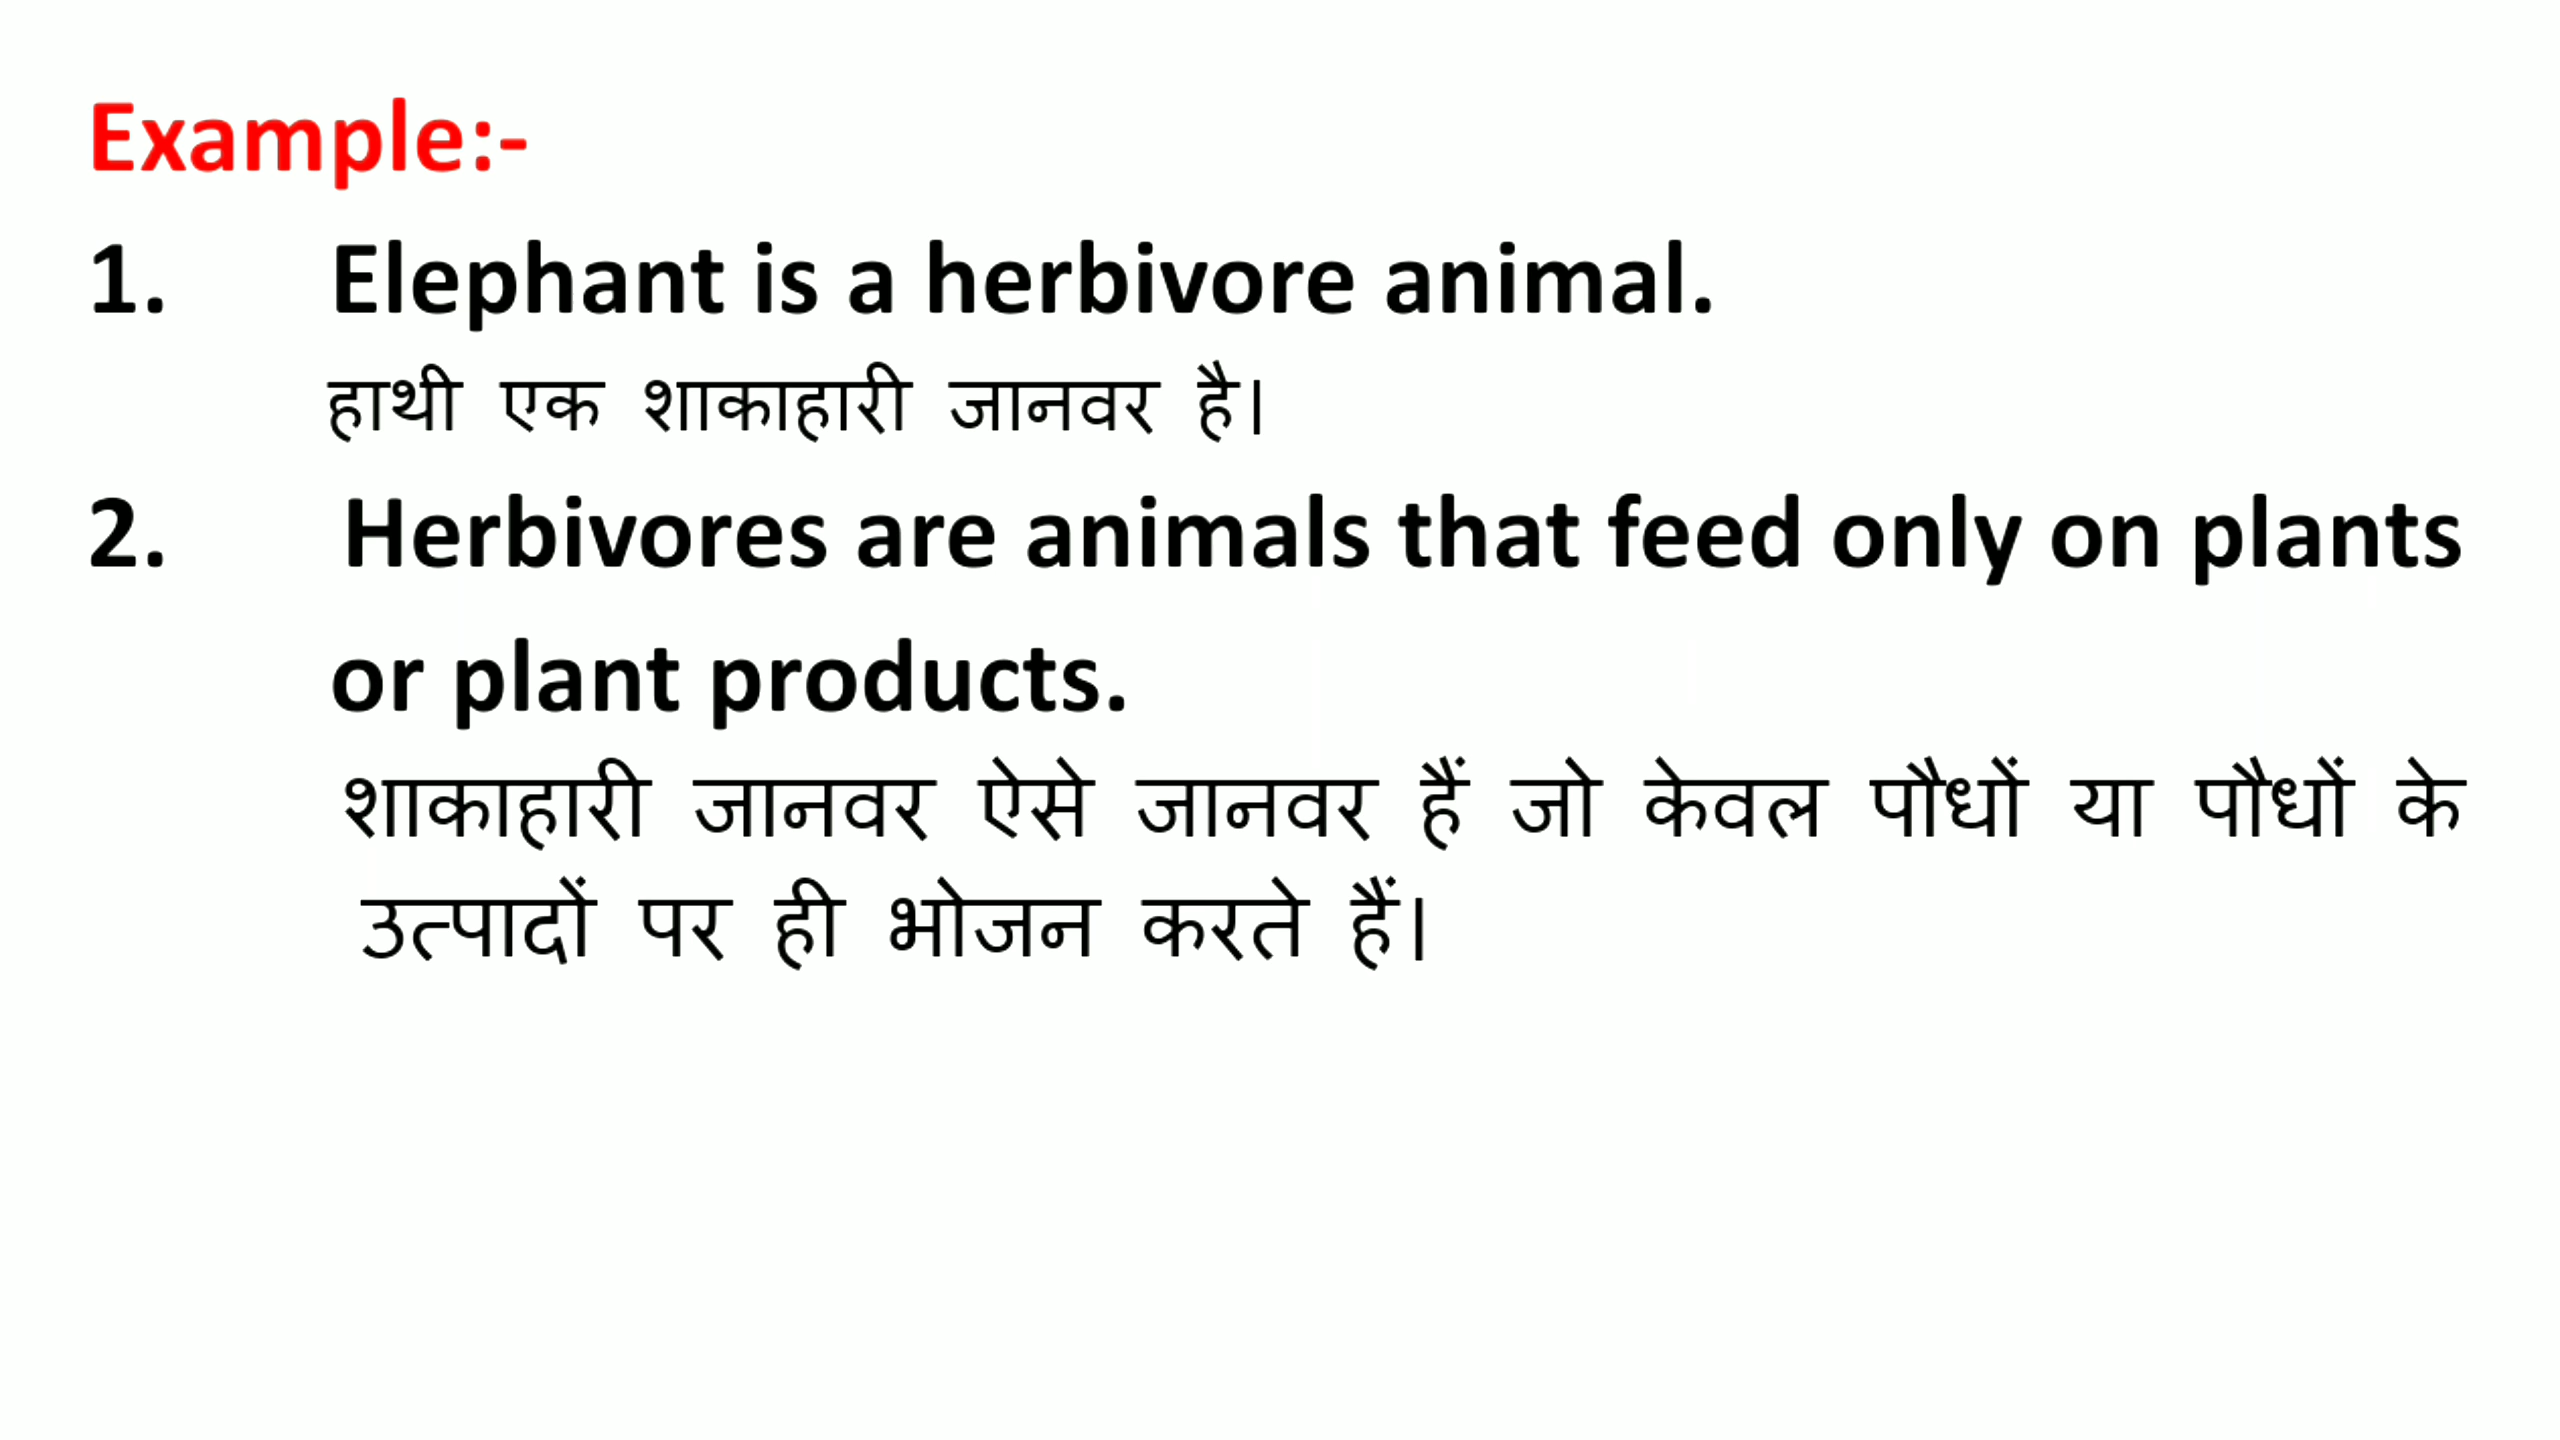 Example:-
1. Elephant is a herbivore animal.
हाथी एक शाकाहारी जानवर है।
2. Herbivores are animals that feed only on plants
or plant products.
शाकाहारी जानवर ऐसे जानवर हैं जो केवल पौधों या पौधों के
उत्पादों पर ही भोजन करते हैं।